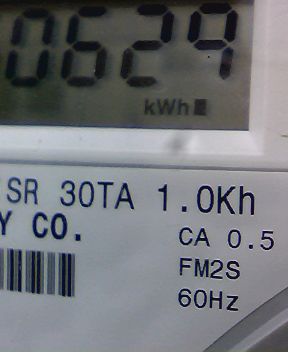 0629
kWh
SR 30TA 1.0Kh
Y CO.
CA 0.5
FM2S
60Hz